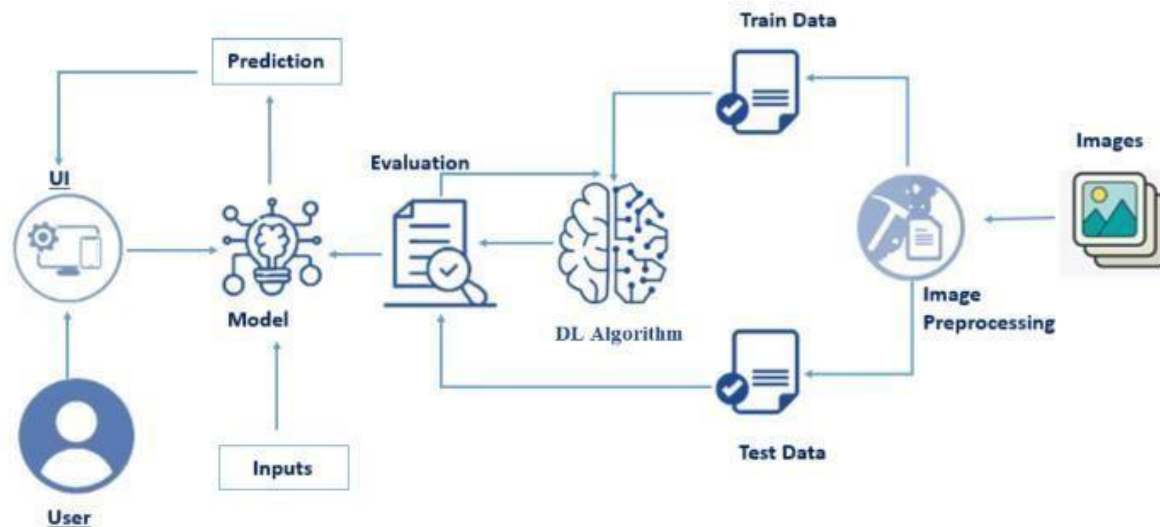 Train Data
Prediction
Images
Evaluation
UI
Model
DL Algorithm
Image
Preprocessing
Test Data
Inputs
User